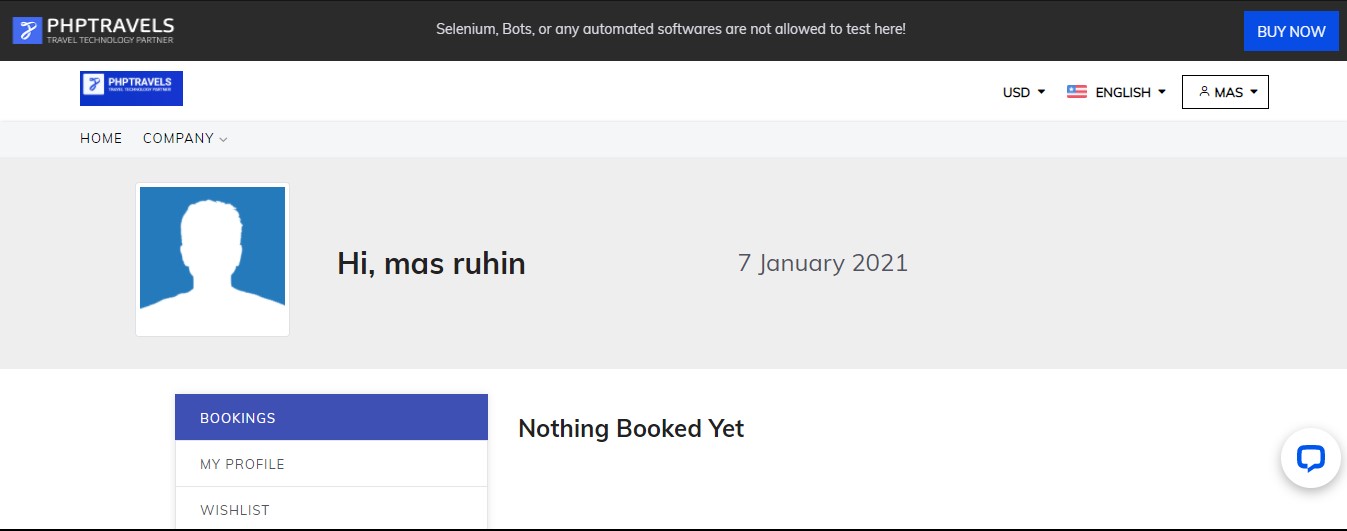 PHPTRAVELS
TRAVEL TECHNOLOGY PARTNER
Selenium, Bots, or any automated softwares are not allowed to test here!
BUY NOW
PHPTRAVELS
TRAVEL TECHNOLOGY PARTNER
USD
ENGLISH
MAS
HOME
COMPANY
Hi, mas ruhin
7 January 2021
BOOKINGS
Nothing Booked Yet
MY PROFILE
WISHLIST